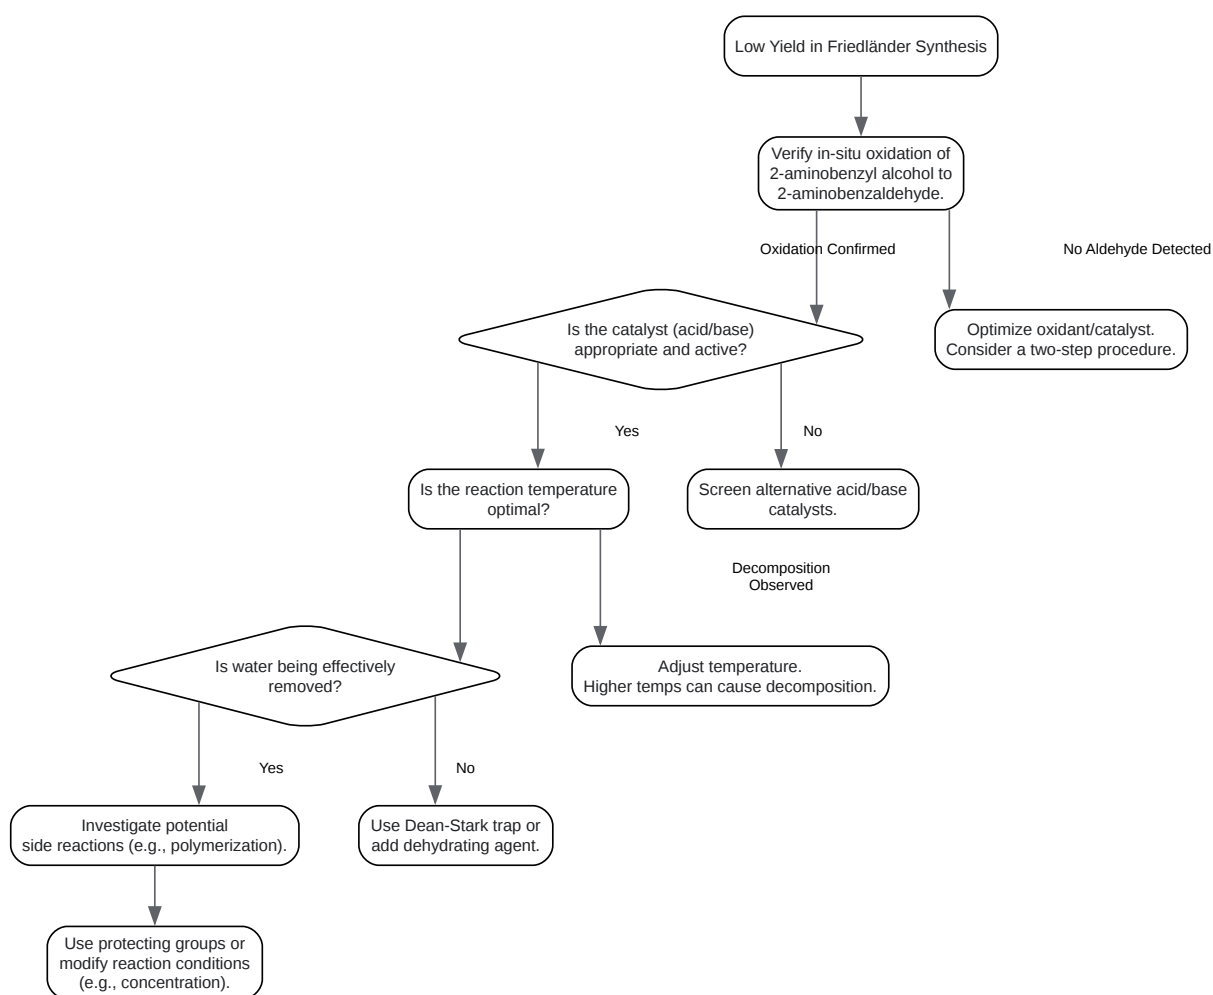 Low Yield in Friedländer Synthesis
Verify in-situ oxidation of
2-aminobenzyl alcohol to
2-aminobenzaldehyde.
Oxidation Confirmed
No Aldehyde Detected
Is the catalyst (acid/base)
appropriate and active?
Optimize oxidant/catalyst.
Consider a two-step procedure.
Yes
No
Is the reaction temperature
optimal?
Screen alternative acid/base
catalysts.
Decomposition
Observed
Is water being effectively
removed?
Adjust temperature.
Higher temps can cause decomposition.
Yes
No
Investigate potential
side reactions (e.g., polymerization).
Use Dean-Stark trap or
add dehydrating agent.
Use protecting groups or
modify reaction conditions
(e.g., concentration).